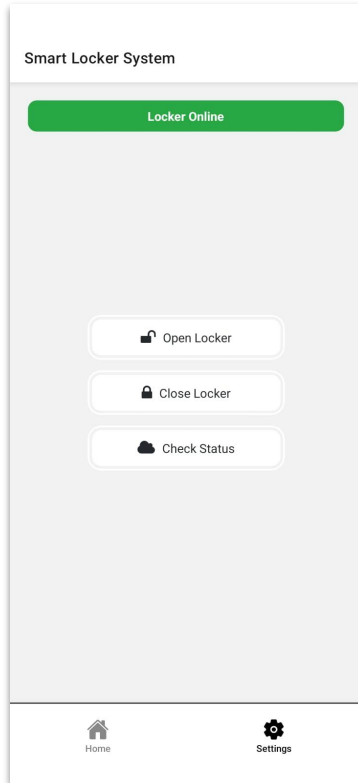 Smart Locker System
Locker Online
Open Locker
Close Locker
Check Status
Home
Settings